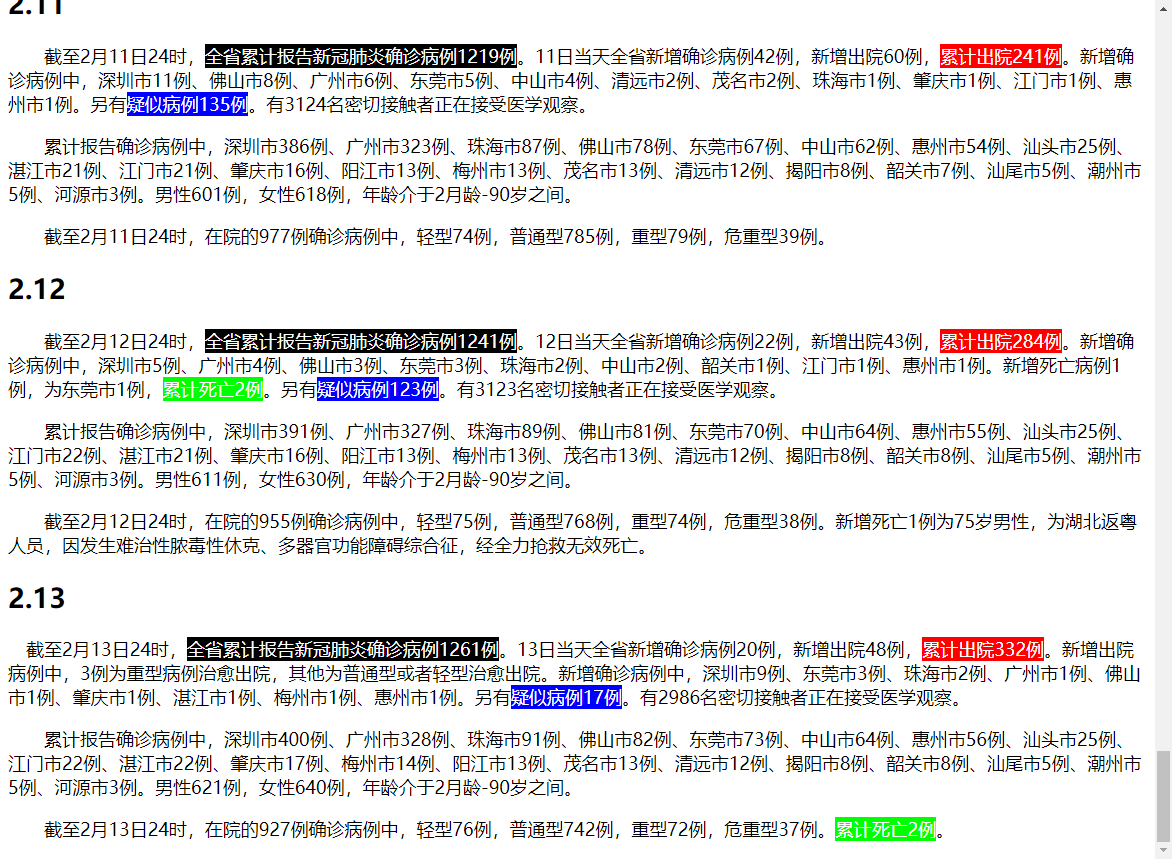 2.11
截至2月11日24时，全省累计报告新冠肺炎确诊病例1219例。11日当天全省新增确诊病例42例，新增出院60例，累计出院241例。新增确
诊病例中，深圳市11例、佛山市8例、广州市6例、东莞市5例、中山市4例、清远市2例、茂名市2例、珠海市1例、肇庆市1例、江门市1例、惠
州市1例。另有疑似病例135例。有3124名密切接触者正在接受医学观察。
累计报告确诊病例中，深圳市386例、广州市323例、珠海市87例、佛山市78例、东莞市67例、中山市62例、惠州市54例、汕头市25例、
湛江市21例、江门市21例、肇庆市16例、阳江市13例、梅州市13例、茂名市13例、清远市12例、揭阳市8例、韶关市7例、汕尾市5例、潮州市
5例、河源市3例。男性601例，女性618例，年龄介于2月龄-90岁之间。
截至2月11日24时，在院的977例确诊病例中，轻型74例，普通型785例，重型79例，危重型39例。
2.12
截至2月12日24时，全省累计报告新冠肺炎确诊病例1241例。12日当天全省新增确诊病例22例，新增出院43例，累计出院284例。新增确
诊病例中，深圳市5例、广州市4例、佛山市3例、东莞市3例、珠海市2例、中山市2例、韶关市1例、江门市1例、惠州市1例。新增死亡病例1
例，为东莞市1例，累计死亡2例。另有疑似病例123例。有3123名密切接触者正在接受医学观察。
累计报告确诊病例中，深圳市391例、广州市327例、珠海市89例、佛山市81例、东莞市70例、中山市64例、惠州市55例、汕头市25例、
江门市22例、湛江市21例、肇庆市16例、阳江市13例、梅州市13例、茂名市13例、清远市12例、揭阳市8例、韶关市8例、汕尾市5例、潮州市
5例、河源市3例。男性611例，女性630例，年龄介于2月龄-90岁之间。
截至2月12日24时，在院的955例确诊病例中，轻型75例，普通型768例，重型74例，危重型38例。新增死亡1例为75岁男性，为湖北返粤
人员，因发生难治性脓毒性休克、多器官功能障碍综合征，经全力抢救无效死亡。
2.13
截至2月13日24时，全省累计报告新冠肺炎确诊病例1261例。13日当天全省新增确诊病例20例，新增出院48例，累计出院332例。新增出院
病例中，3例为重型病例治愈出院，其他为普通型或者轻型治愈出院。新增确诊病例中，深圳市9例、东莞市3例、珠海市2例、广州市1例、佛山
市1例、肇庆市1例、湛江市1例、梅州市1例、惠州市1例。另有疑似病例17例。有2986名密切接触者正在接受医学观察。
累计报告确诊病例中，深圳市400例、广州市328例、珠海市91例、佛山市82例、东莞市73例、中山市64例、惠州市56例、汕头市25例、
江门市22例、湛江市22例、肇庆市17例、梅州市14例、阳江市13例、茂名市13例、清远市12例、揭阳市8例、韶关市8例、汕尾市5例、潮州市
5例、河源市3例。男性621例，女性640例，年龄介于2月龄-90岁之间。
截至2月13日24时，在院的927例确诊病例中，轻型76例，普通型742例，重型72例，危重型37例。累计死亡2例。